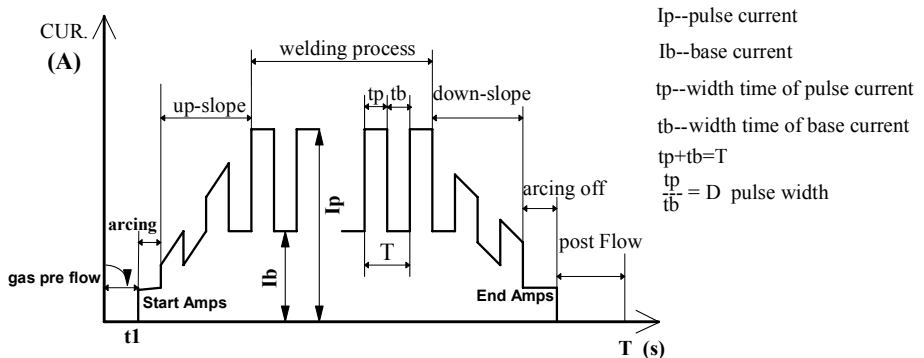 CUR.
(A)
welding process
up-slope
tp tb
down-slope
arcing
Ip
T
Ib
arcing off
post Flow
gas pre flow
Start Amps
End Amps
t1
T (s)
Ip--pulse current
Ib--base current
tp--width time of pulse current
tb--width time of base current
tp+tb=T
tp/tb = D pulse width